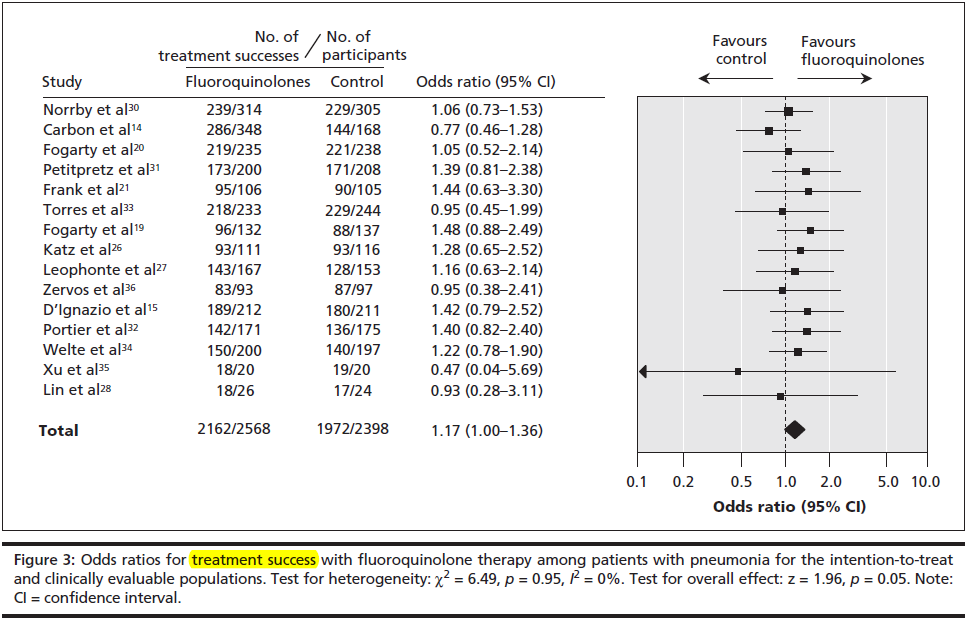 No. of / No. of
treatment successes / participants
Study Fluoroquinolones Control Odds ratio (95% CI)
Favours control
Favours fluoroquinolones
Norrby et al30 239/314 229/305 1.06 (0.73–1.53)
Carbon et al14 286/348 144/168 0.77 (0.46–1.28)
Fogarty et al20 219/235 221/238 1.05 (0.52–2.14)
Petitpretz et al31 173/200 171/208 1.39 (0.81–2.38)
Frank et al21 95/106 90/105 1.44 (0.63–3.30)
Torres et al33 218/233 229/244 0.95 (0.45–1.99)
Fogarty et al19 96/132 88/137 1.48 (0.88–2.49)
Katz et al26 93/111 93/116 1.28 (0.65–2.52)
Leophonte et al27 143/167 128/153 1.16 (0.63–2.14)
Zervos et al36 83/93 87/97 0.95 (0.38–2.41)
D’Ignazio et al15 189/212 180/211 1.42 (0.79–2.52)
Portier et al32 142/171 136/175 1.40 (0.82–2.40)
Welte et al34 150/200 140/197 1.22 (0.78–1.90)
Xu et al35 18/20 19/20 0.47 (0.04–5.69)
Lin et al28 18/26 17/24 0.93 (0.28–3.11)
Total 2162/2568 1972/2398 1.17 (1.00–1.36)
0.1 0.2 0.5 1.0 2.0 5.0 10.0
Odds ratio (95% CI)
Figure 3: Odds ratios for treatment success with fluoroquinolone therapy among patients with pneumonia for the intention-to-treat
and clinically evaluable populations. Test for heterogeneity: χ2 = 6.49, p = 0.95, I2 = 0%. Test for overall effect: z = 1.96, p = 0.05. Note:
CI = confidence interval.